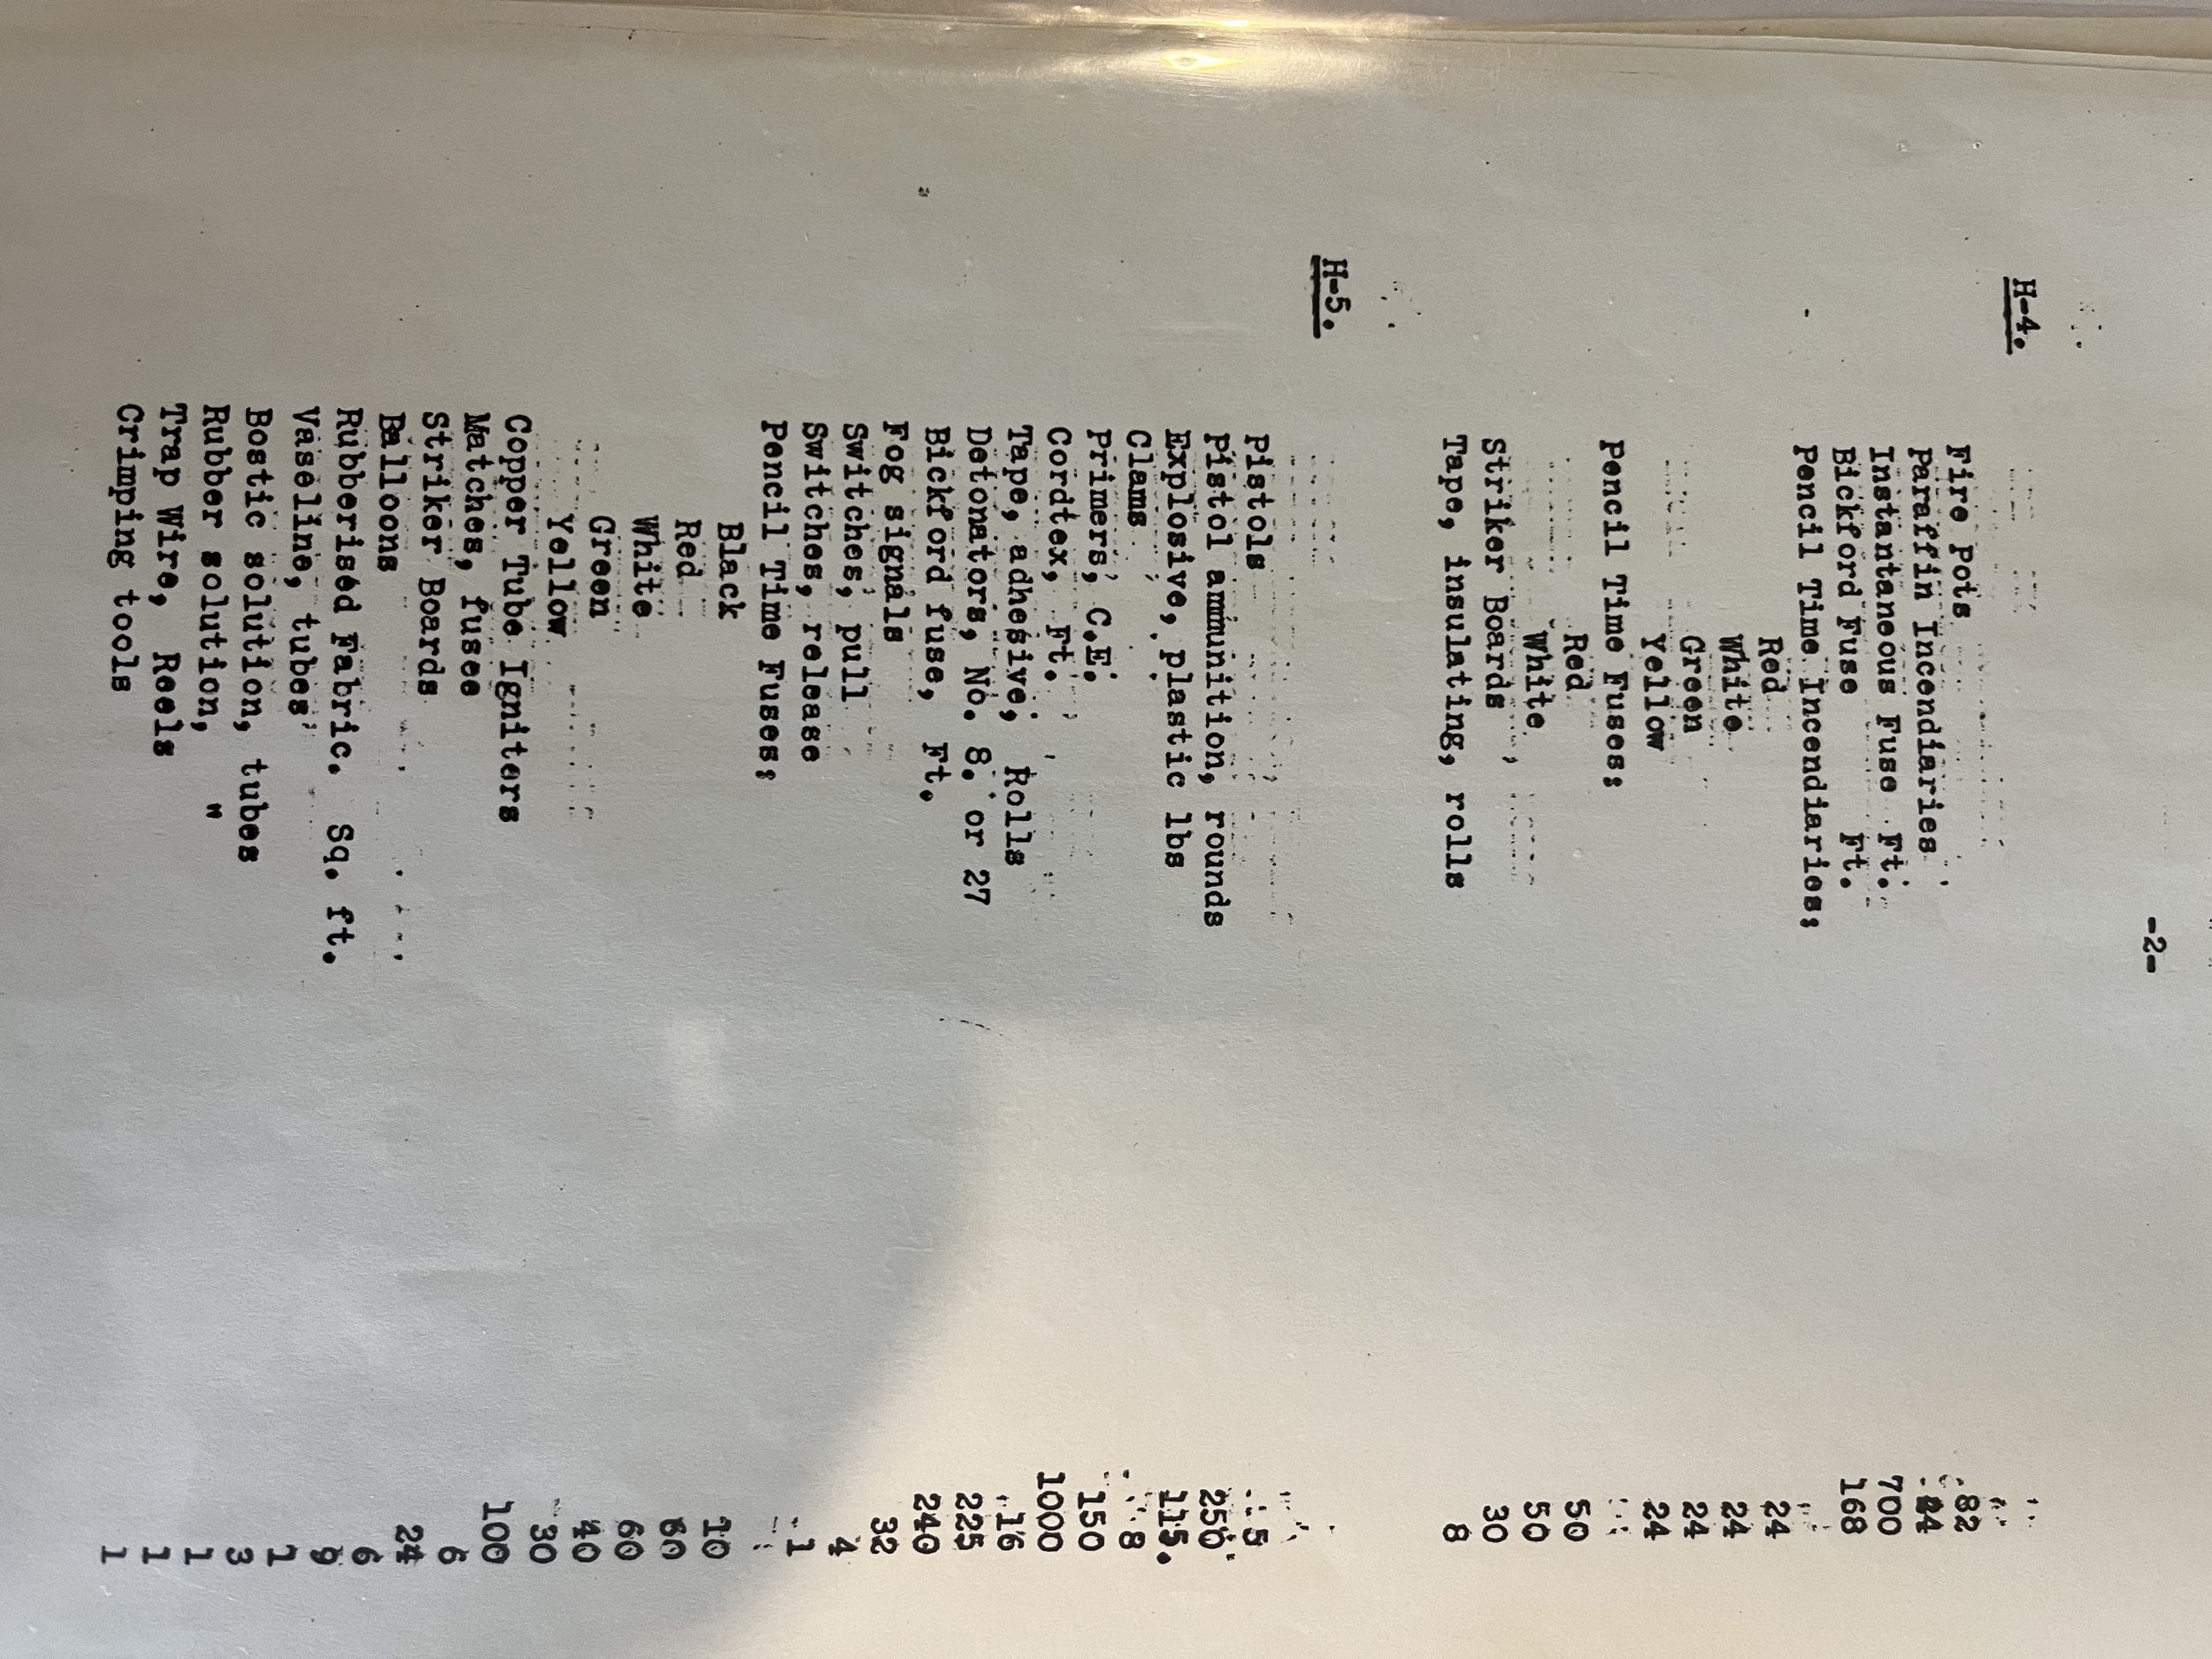 -2-
H-4.
Fire Pots 82
Paraffin Incendiaries
Instantaneous Fuse Ft. 700
Bickford Fuse Ft. 168
Pencil Time Incendiaries;
Red 24
White 24
Green 24
Yellow 24
Pencil Time Fuses;
Red 50
White 50
Striker Boards 30
Tape, insulating, rolls 8
H-5.
Pistols 5
Pistol ammunition, rounds 250
Explosive, plastic lbs 115.
Clams 8
Primers, C.E. 150
Cordtex, Ft. 1000
Tape, adhesive, Rolls 16
Detonators, No. 8. or 27 225
Bickford fuse, Ft. 240
Fog signals 32
Switches, pull 4
Switches, release 1
Pencil Time Fuses;
Black 10
Red 60
White 60
Green 40
Yellow 30
Copper Tube Igniters 100
Matches, fusee 6
Striker Boards 24
Balloons 6
Rubberised Fabric. Sq. ft. 9
Vaseline, tubes 1
Bostic solution, tubes 3
Rubber solution, " 1
Trap Wire, Reels 1
Crimping tools 1